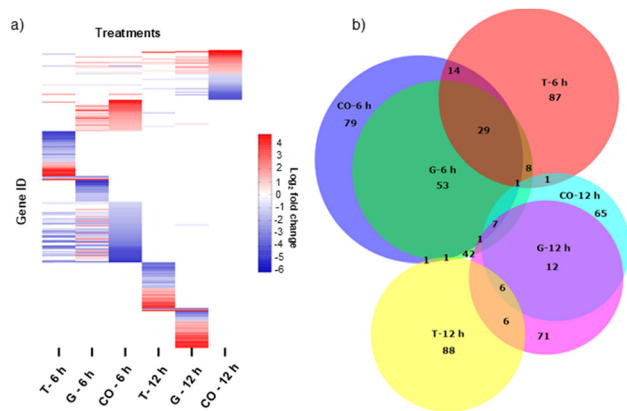 a)
Treatments
Gene ID
4
3
2
1
0
-1
-2
-3
-4
-5
-6
Log₂ fold change
T- 6 h
G - 6 h
CO - 6 h
T- 12 h
G - 12 h
CO - 12 h
b)
14
T-6 h
87
CO-6 h
79
29
8
G-6 h
53
1
1
CO-12 h
65
7
1
G-12 h
12
42
1
1
6
6
71
T-12 h
88